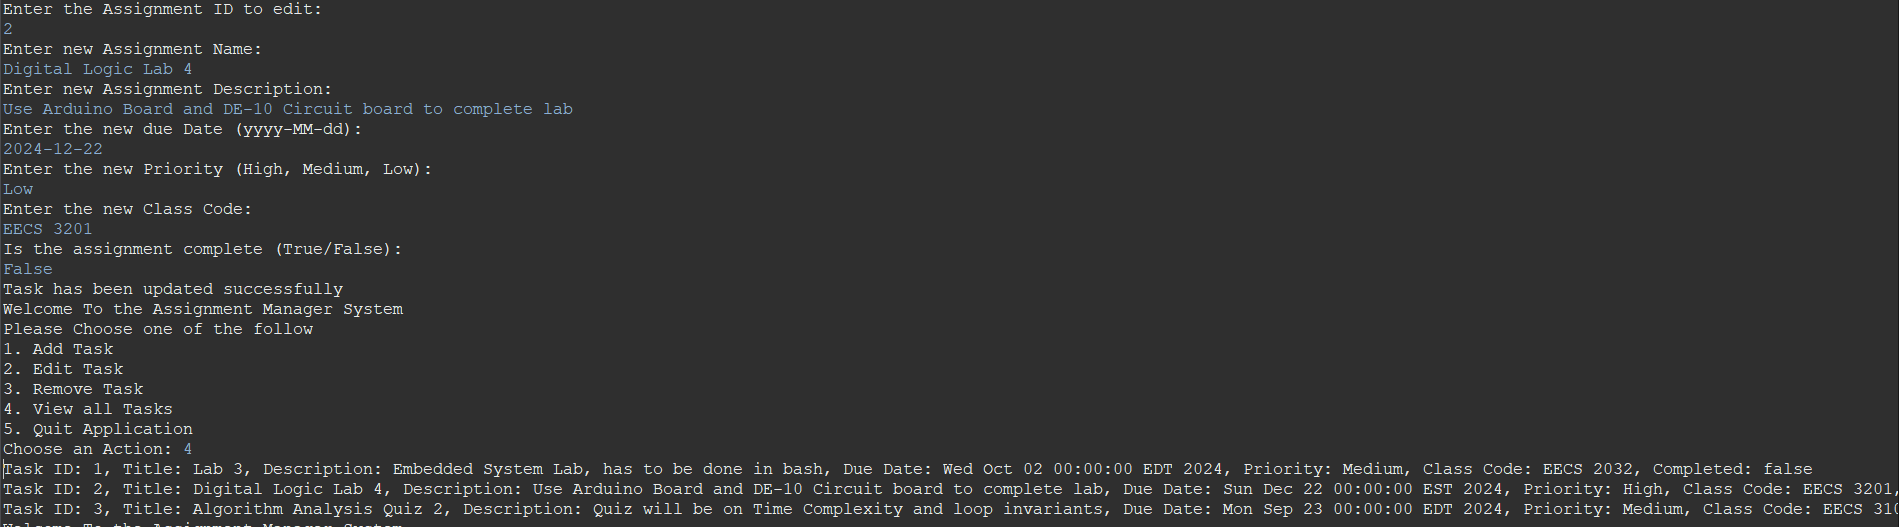 Enter the Assignment ID to edit:
2
Enter new Assignment Name:
Digital Logic Lab 4
Enter new Assignment Description:
Use Arduino Board and DE-10 Circuit board to complete lab
Enter the new due Date (yyyy-MM-dd):
2024-12-22
Enter the new Priority (High, Medium, Low):
Low
Enter the new Class Code:
EECS 3201
Is the assignment complete (True/False):
False
Task has been updated successfully
Welcome To the Assignment Manager System
Please Choose one of the follow
1. Add Task
2. Edit Task
3. Remove Task
4. View all Tasks
5. Quit Application
Choose an Action: 4
Task ID: 1, Title: Lab 3, Description: Embedded System Lab, has to be done in bash, Due Date: Wed Oct 02 00:00:00 EDT 2024, Priority: Medium, Class Code: EECS 2032, Completed: false
Task ID: 2, Title: Digital Logic Lab 4, Description: Use Arduino Board and DE-10 Circuit board to complete lab, Due Date: Sun Dec 22 00:00:00 EST 2024, Priority: High, Class Code: EECS 3201,
Task ID: 3, Title: Algorithm Analysis Quiz 2, Description: Quiz will be on Time Complexity and loop invariants, Due Date: Mon Sep 23 00:00:00 EDT 2024, Priority: Medium, Class Code: EECS
Welcome To the Assignment Manager System